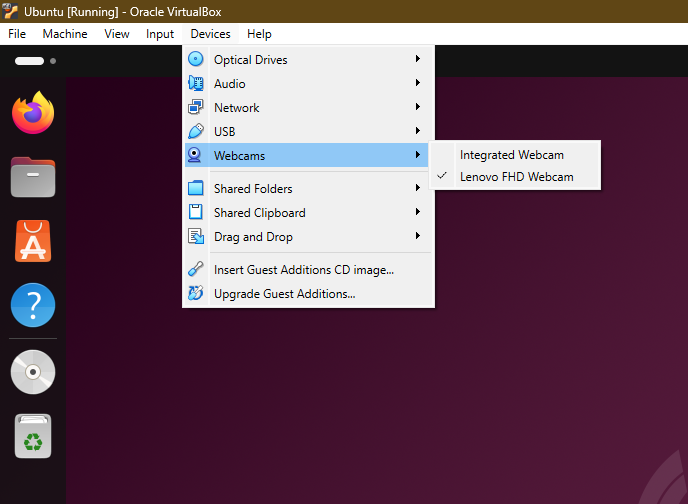 Ubuntu [Running] - Oracle VirtualBox
File Machine View Input Devices Help
Optical Drives
Audio
Network
USB
Webcams
Integrated Webcam
Lenovo FHD Webcam
Shared Folders
Shared Clipboard
Drag and Drop
Insert Guest Additions CD image...
Upgrade Guest Additions...